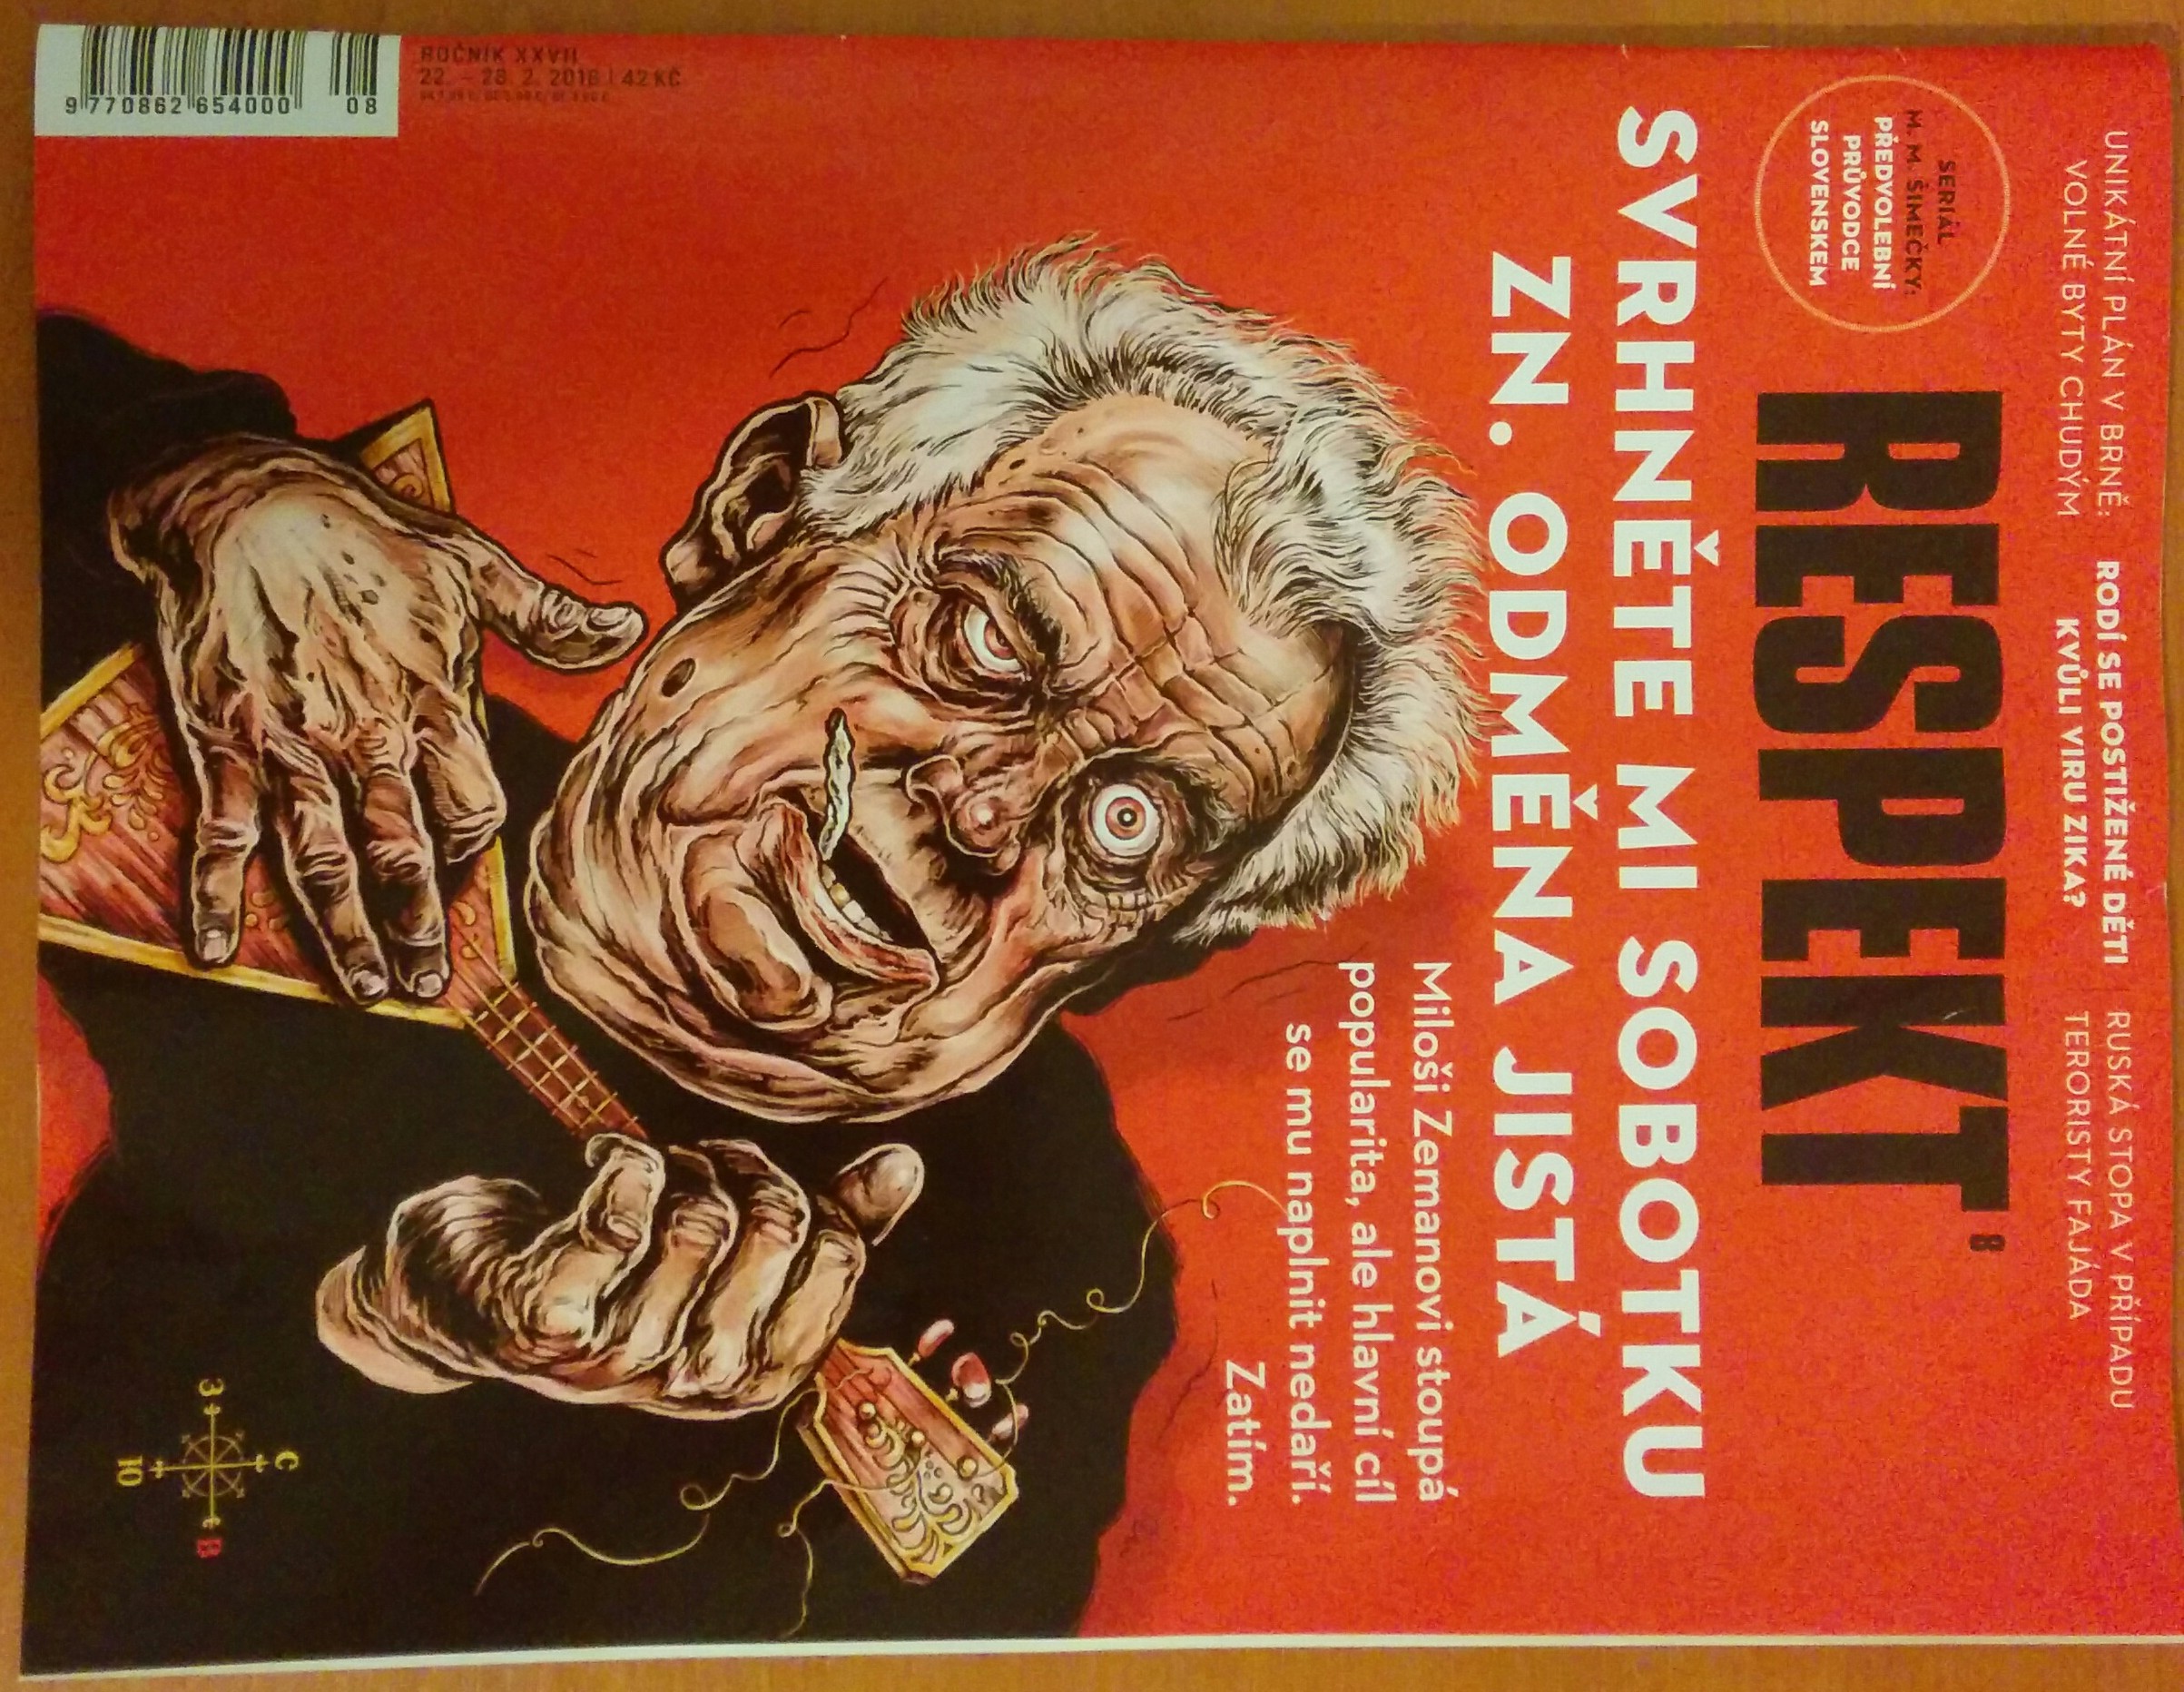 UNIKÁTNÍ PLÁN V BRNĚ:
VOLNÉ BYTY CHUDÝM
RODÍ SE POSTIŽENÉ DĚTI
KVŮLI VIRU ZIKA?
RUSKÁ STOPA V PŘÍPADU
TERORISTY FAJÁDA
SERIÁL
M. M. ŠIMEČKY:
PŘEDVOLEBNÍ
PRŮVODCE
SLOVENSKEM
RESPEKT 8
SVRHNĚTE MI SOBOTKU
ZN. ODMĚNA JISTÁ
Miloši Zemanovi stoupá
popularita, ale hlavní cíl
se mu naplnit nedaří.
Zatím.
ROČNÍK XXVII
22. – 28. 2. 2016 | 42 KČ
9 770862 654000 08
С
З
В
Ю